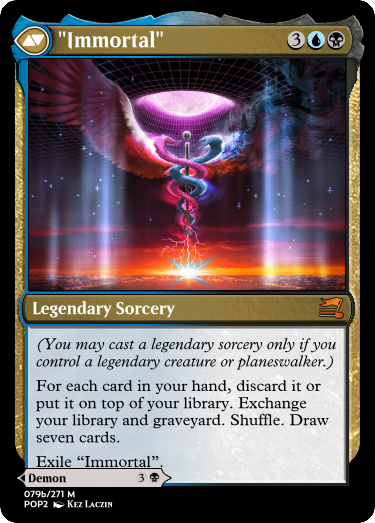 "Immortal" 3
Legendary Sorcery
(You may cast a legendary sorcery only if you
control a legendary creature or planeswalker.)
For each card in your hand, discard it or
put it on top of your library. Exchange
your library and graveyard. Shuffle. Draw
seven cards.
Exile “Immortal”.
Demon 3
079b/271 M
POP2 Kez Laczin